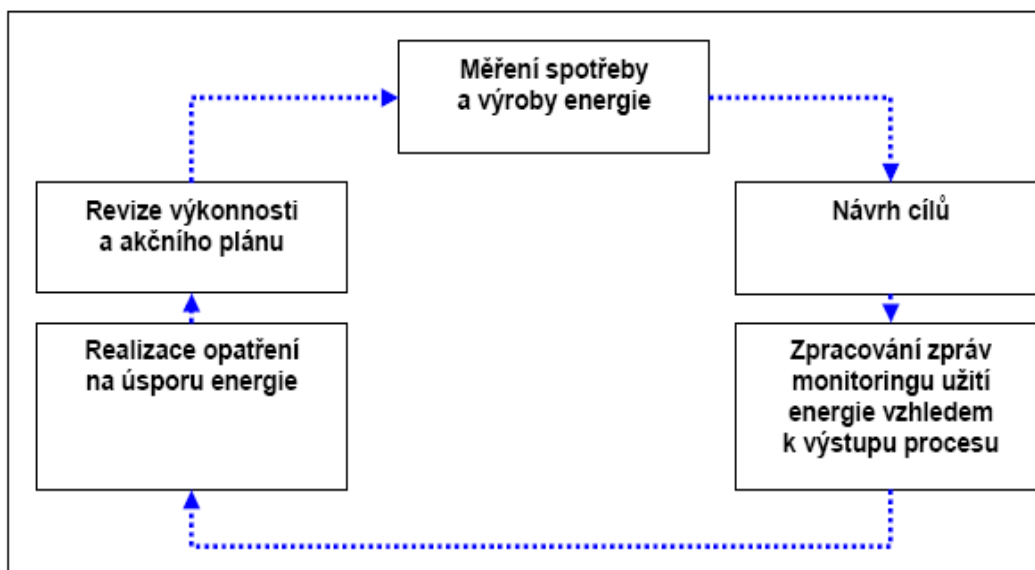 Měření spotřeby
a výroby energie
Revize výkonnosti
a akčního plánu
Návrh cílů
Realizace opatření
na úsporu energie
Zpracování zpráv
monitoringu užití
energie vzhledem
k výstupu procesu